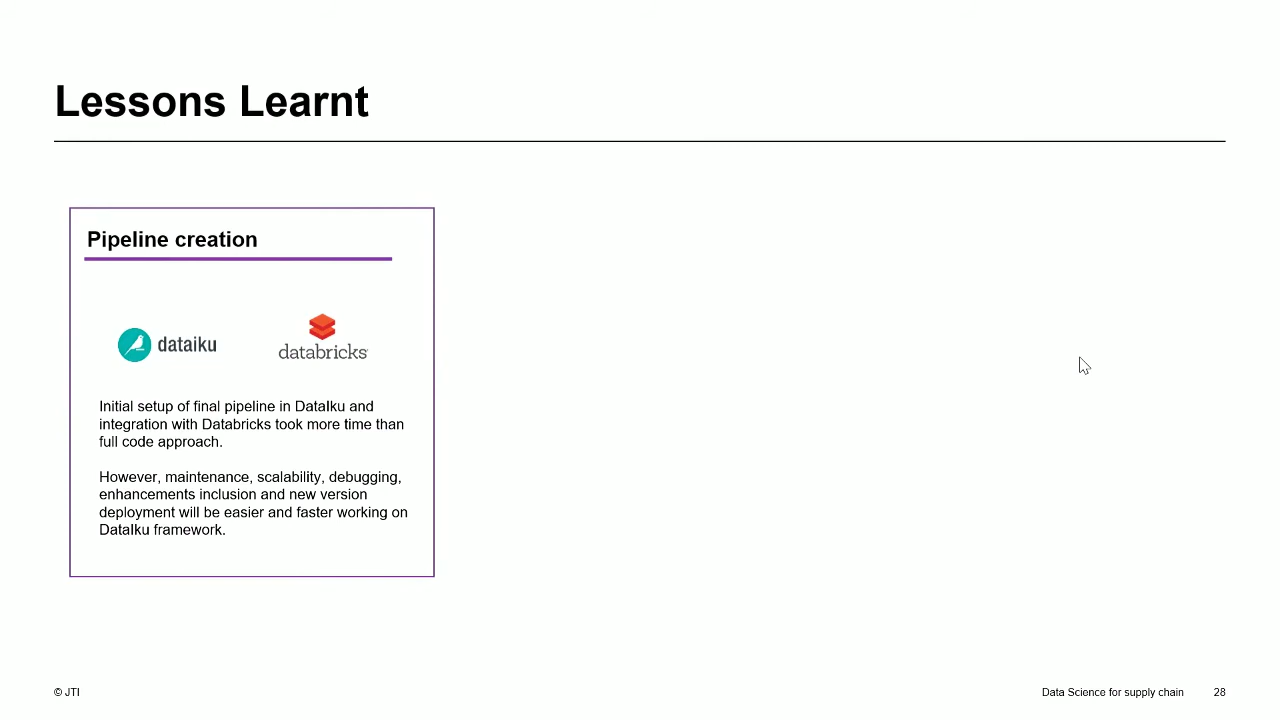 Lessons Learnt
Pipeline creation
dataiku
databricks
Initial setup of final pipeline in DataIku and
integration with Databricks took more time than
full code approach.
However, maintenance, scalability, debugging,
enhancements inclusion and new version
deployment will be easier and faster working on
DataIku framework.
© JTI
Data Science for supply chain
28